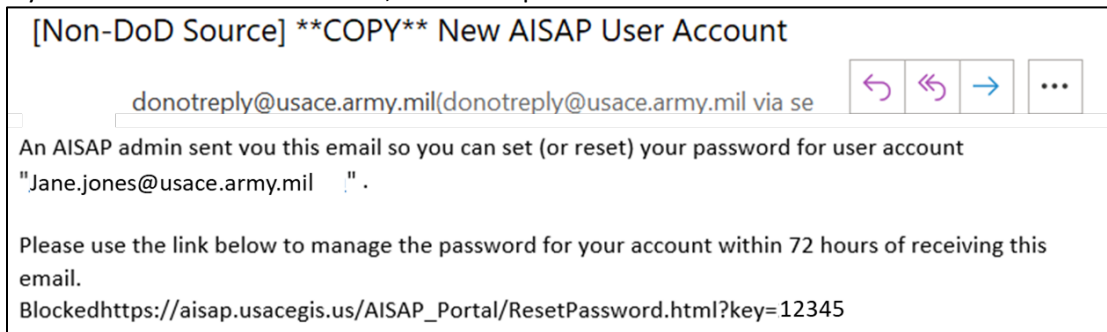 [Non-DoD Source] **COPY** New AISAP User Account
donotreply@usace.army.mil(donotreply@usace.army.mil via se
An AISAP admin sent vou this email so you can set (or reset) your password for user account
"Jane.jones@usace.army.mil ".
Please use the link below to manage the password for your account within 72 hours of receiving this
email.
Blockedhttps://aisap.usacegis.us/AISAP_Portal/ResetPassword.html?key=12345